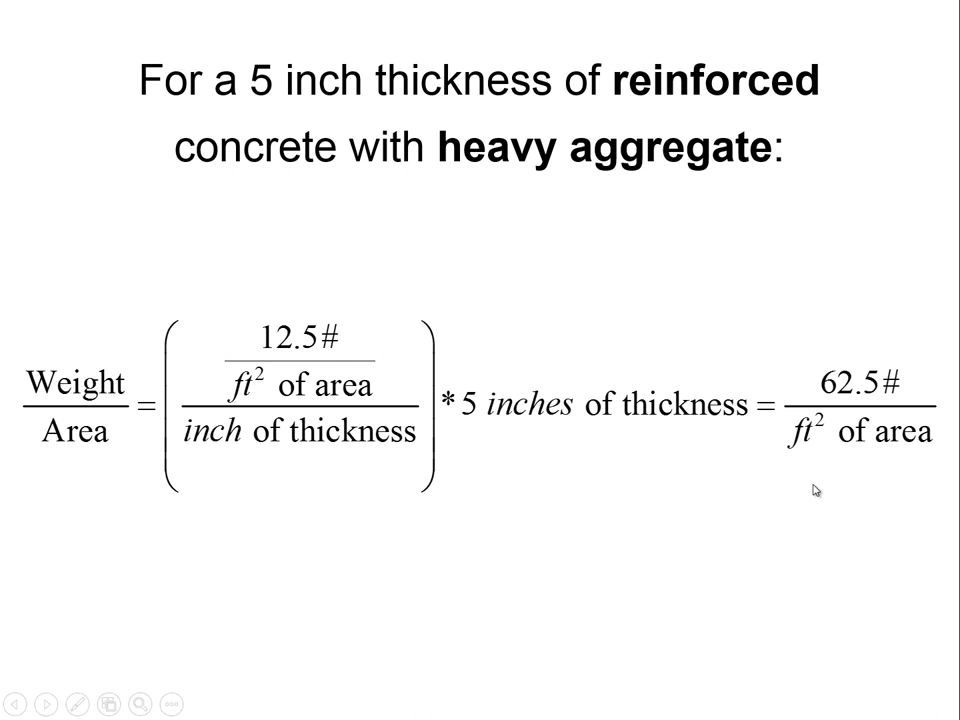 For a 5 inch thickness of reinforced
concrete with heavy aggregate:
Weight / Area = ( (12.5# / ft² of area) / inch of thickness ) * 5 inches of thickness = 62.5# / ft² of area